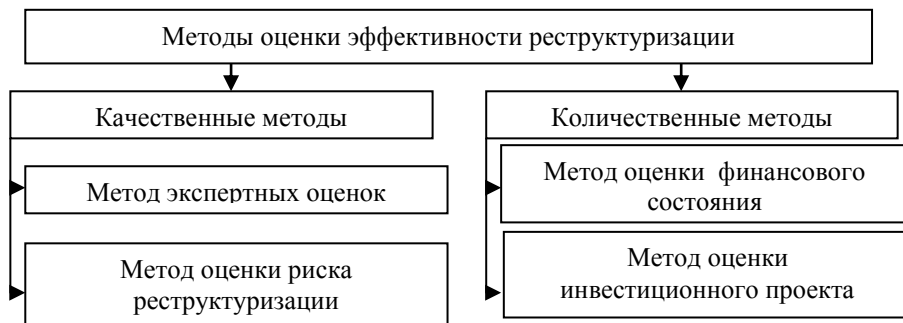 Методы оценки эффективности реструктуризации
Качественные методы
Количественные методы
Метод экспертных оценок
Метод оценки финансового
состояния
Метод оценки риска
реструктуризации
Метод оценки
инвестиционного проекта